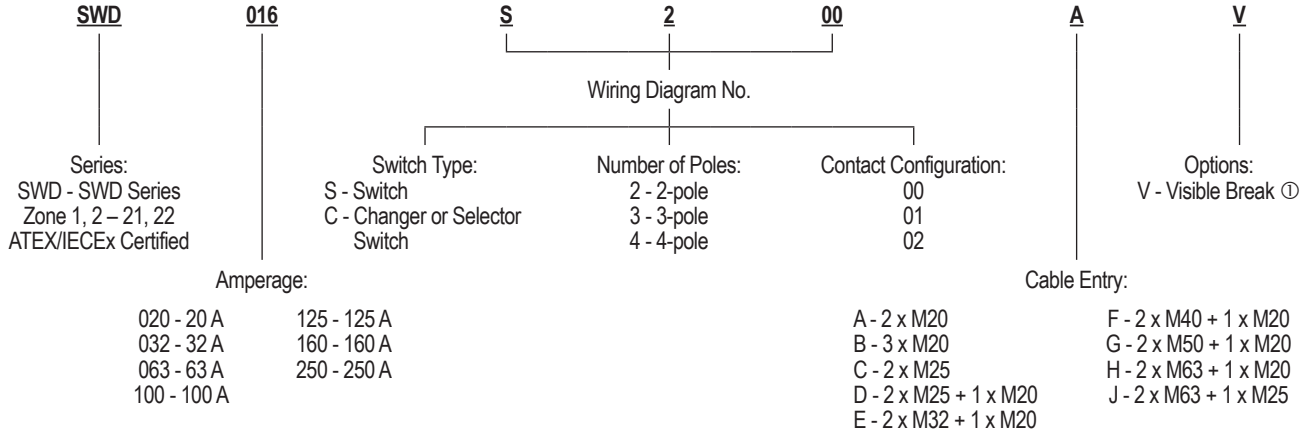 SWD 016 S 2 00 A V
Wiring Diagram No.
Series:
SWD - SWD Series
Zone 1, 2 – 21, 22
ATEX/IECEx Certified
Switch Type:
S - Switch
C - Changer or Selector
Switch
Number of Poles:
2 - 2-pole
3 - 3-pole
4 - 4-pole
Contact Configuration:
00
01
02
Options:
V - Visible Break ①
Amperage:
020 - 20 A
032 - 32 A
063 - 63 A
100 - 100 A
125 - 125 A
160 - 160 A
250 - 250 A
Cable Entry:
A - 2 x M20
B - 3 x M20
C - 2 x M25
D - 2 x M25 + 1 x M20
E - 2 x M32 + 1 x M20
F - 2 x M40 + 1 x M20
G - 2 x M50 + 1 x M20
H - 2 x M63 + 1 x M20
J - 2 x M63 + 1 x M25